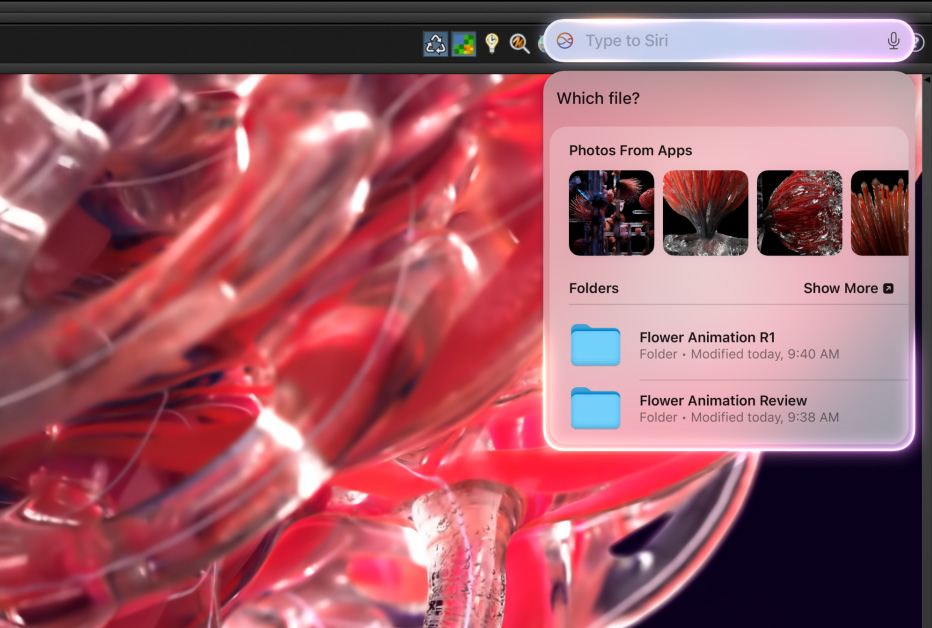 Type to Siri
Which file?
Photos From Apps
Folders
Show More
Flower Animation R1
Folder • Modified today, 9:40 AM
Flower Animation Review
Folder • Modified today, 9:38 AM